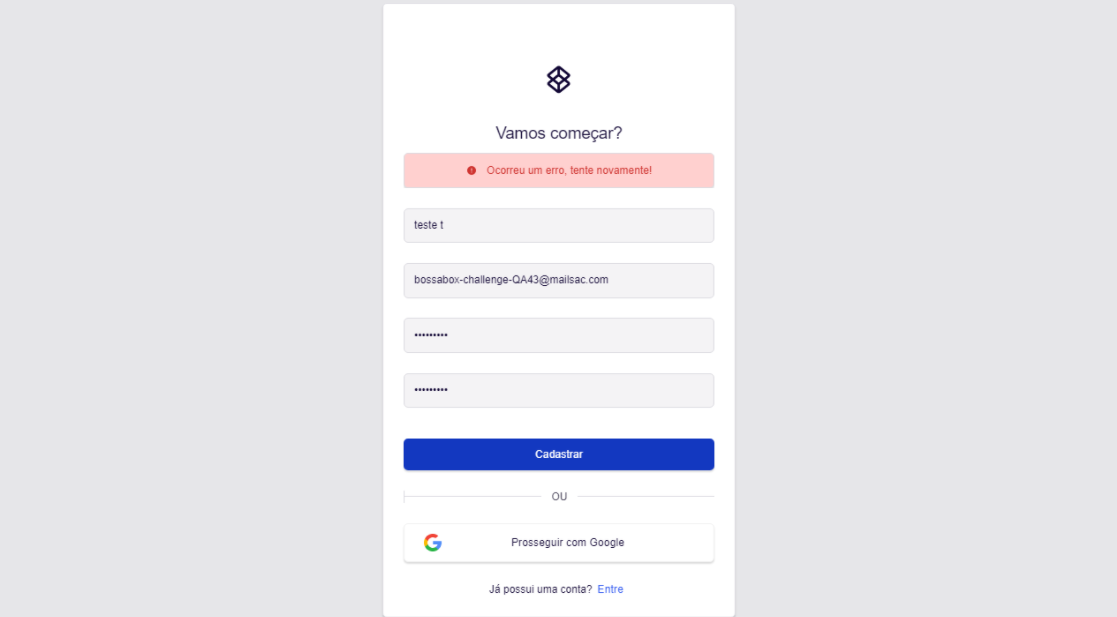 Vamos começar?
Ocorreu um erro, tente novamente!
teste t
bossabox-challenge-QA43@mailsac.com
•••••••••
•••••••••
Cadastrar
OU
Prosseguir com Google
Já possui uma conta? Entre